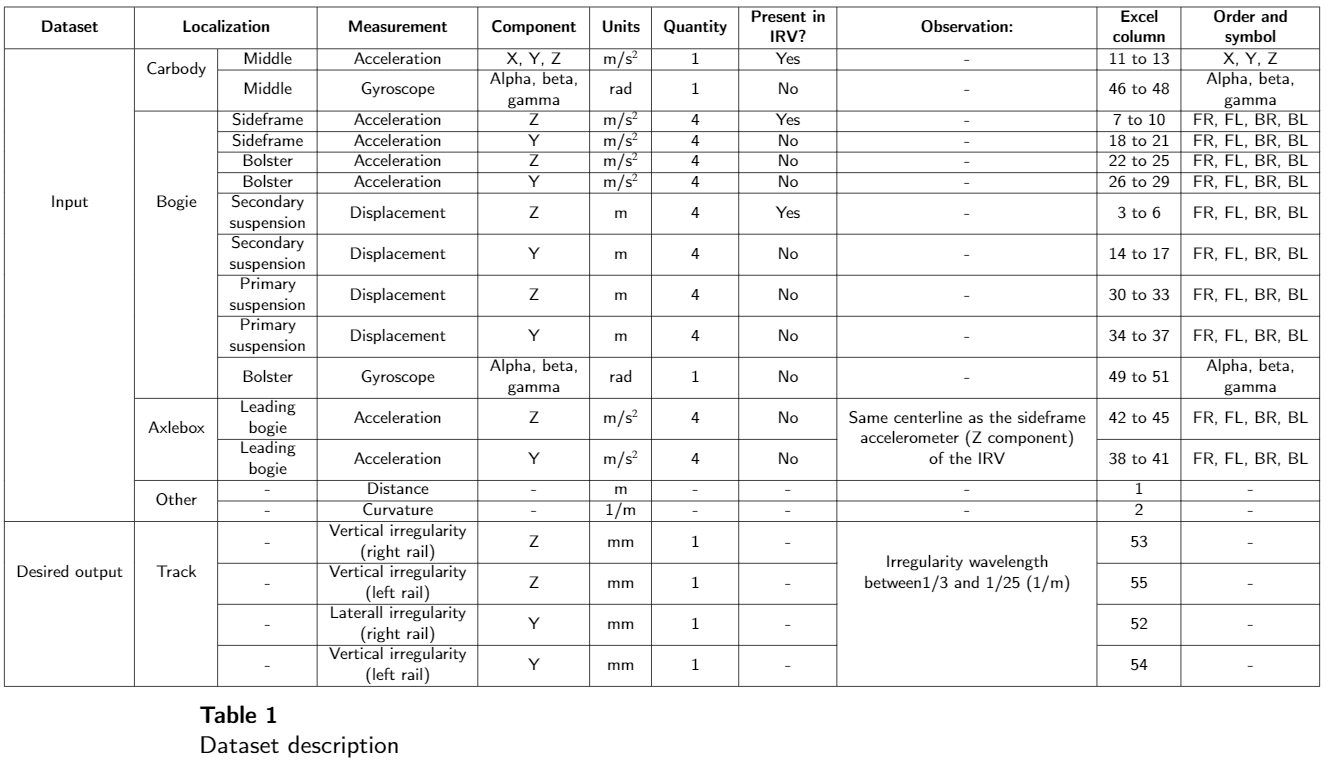 Dataset Localization Measurement Component Units Quantity Present in IRV? Observation: Excel column Order and symbol
Input Carbody Middle Acceleration X, Y, Z m/s² 1 Yes - 11 to 13 X, Y, Z
Middle Gyroscope Alpha, beta, gamma rad 1 No - 46 to 48 Alpha, beta, gamma
Bogie Sideframe Acceleration Z m/s² 4 Yes - 7 to 10 FR, FL, BR, BL
Sideframe Acceleration Y m/s² 4 No - 18 to 21 FR, FL, BR, BL
Bolster Acceleration Z m/s² 4 No - 22 to 25 FR, FL, BR, BL
Bolster Acceleration Y m/s² 4 No - 26 to 29 FR, FL, BR, BL
Secondary suspension Displacement Z m 4 Yes - 3 to 6 FR, FL, BR, BL
Secondary suspension Displacement Y m 4 No - 14 to 17 FR, FL, BR, BL
Primary suspension Displacement Z m 4 No - 30 to 33 FR, FL, BR, BL
Primary suspension Displacement Y m 4 No - 34 to 37 FR, FL, BR, BL
Bolster Gyroscope Alpha, beta, gamma rad 1 No - 49 to 51 Alpha, beta, gamma
Axlebox Leading bogie Acceleration Z m/s² 4 No Same centerline as the sideframe accelerometer (Z component) of the IRV 42 to 45 FR, FL, BR, BL
Leading bogie Acceleration Y m/s² 4 No 38 to 41 FR, FL, BR, BL
Other - Distance - m - - - 1 -
- Curvature - 1/m - - - 2 -
Desired output Track - Vertical irregularity (right rail) Z mm 1 - Irregularity wavelength between1/3 and 1/25 (1/m) 53 -
- Vertical irregularity (left rail) Z mm 1 - 55 -
- Laterall irregularity (right rail) Y mm 1 - 52 -
- Vertical irregularity (left rail) Y mm 1 - 54 -
Table 1
Dataset description